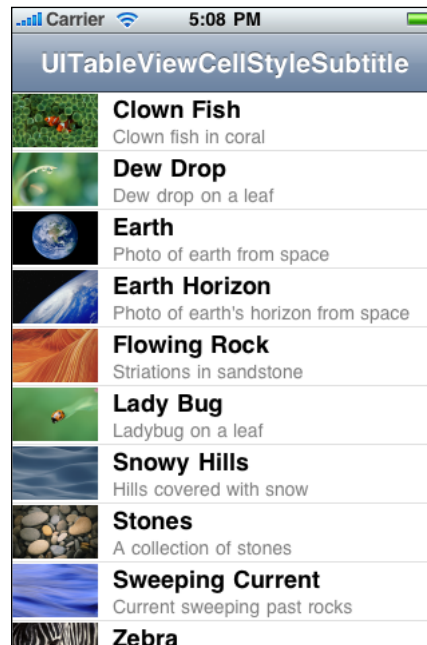 Carrier 5:08 PM
UITableViewCellStyleSubtitle
Clown Fish
Clown fish in coral
Dew Drop
Dew drop on a leaf
Earth
Photo of earth from space
Earth Horizon
Photo of earth's horizon from space
Flowing Rock
Striations in sandstone
Lady Bug
Ladybug on a leaf
Snowy Hills
Hills covered with snow
Stones
A collection of stones
Sweeping Current
Current sweeping past rocks
Zebra